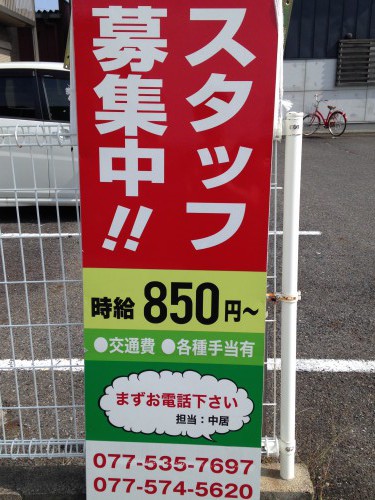 スタッフ
募集中!!
時給 850円〜
●交通費 ●各種手当有
まずお電話下さい
担当：中居
077-535-7697
077-574-5620